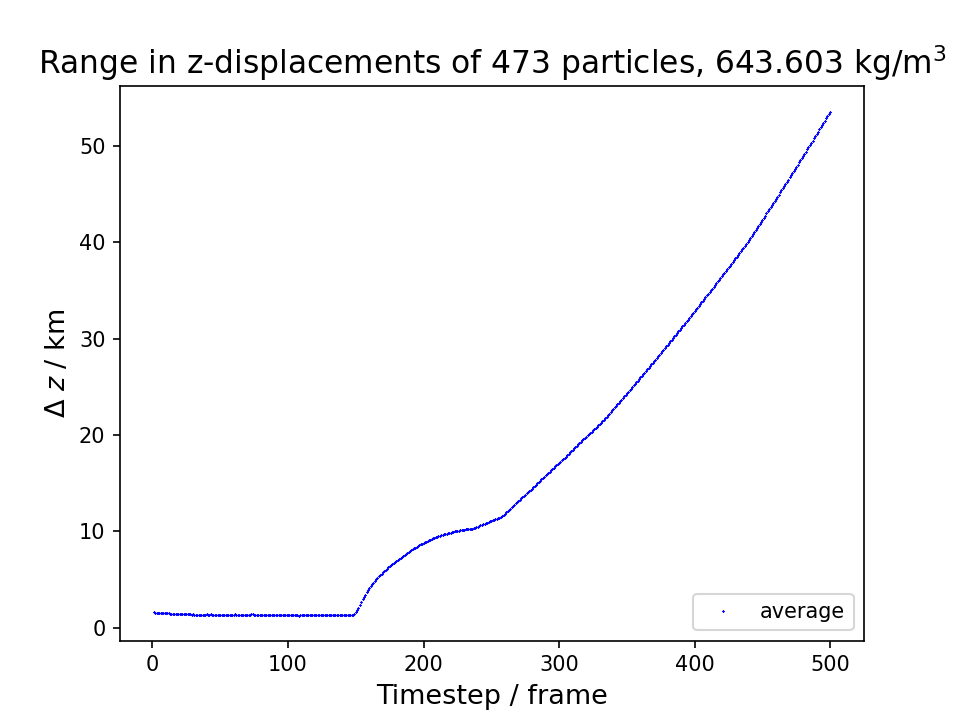 Range in z-displacements of 473 particles, 643.603 kg/m³
50
40
30
20
10
0
Δ z / km
average
0 100 200 300 400 500
Timestep / frame